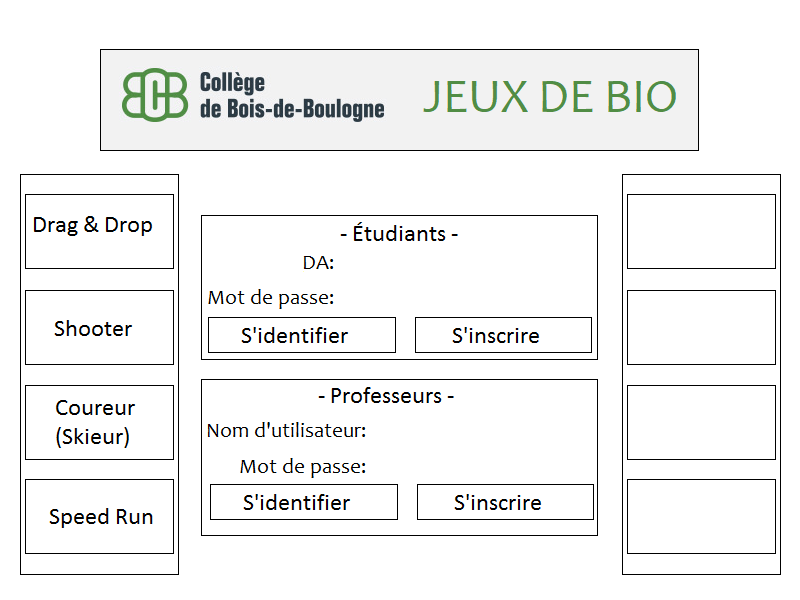 Collège
de Bois-de-Boulogne
JEUX DE BIO
Drag & Drop
Shooter
Coureur
(Skieur)
Speed Run
- Étudiants -
DA:
Mot de passe:
S'identifier
S'inscrire
- Professeurs -
Nom d'utilisateur:
Mot de passe:
S'identifier
S'inscrire